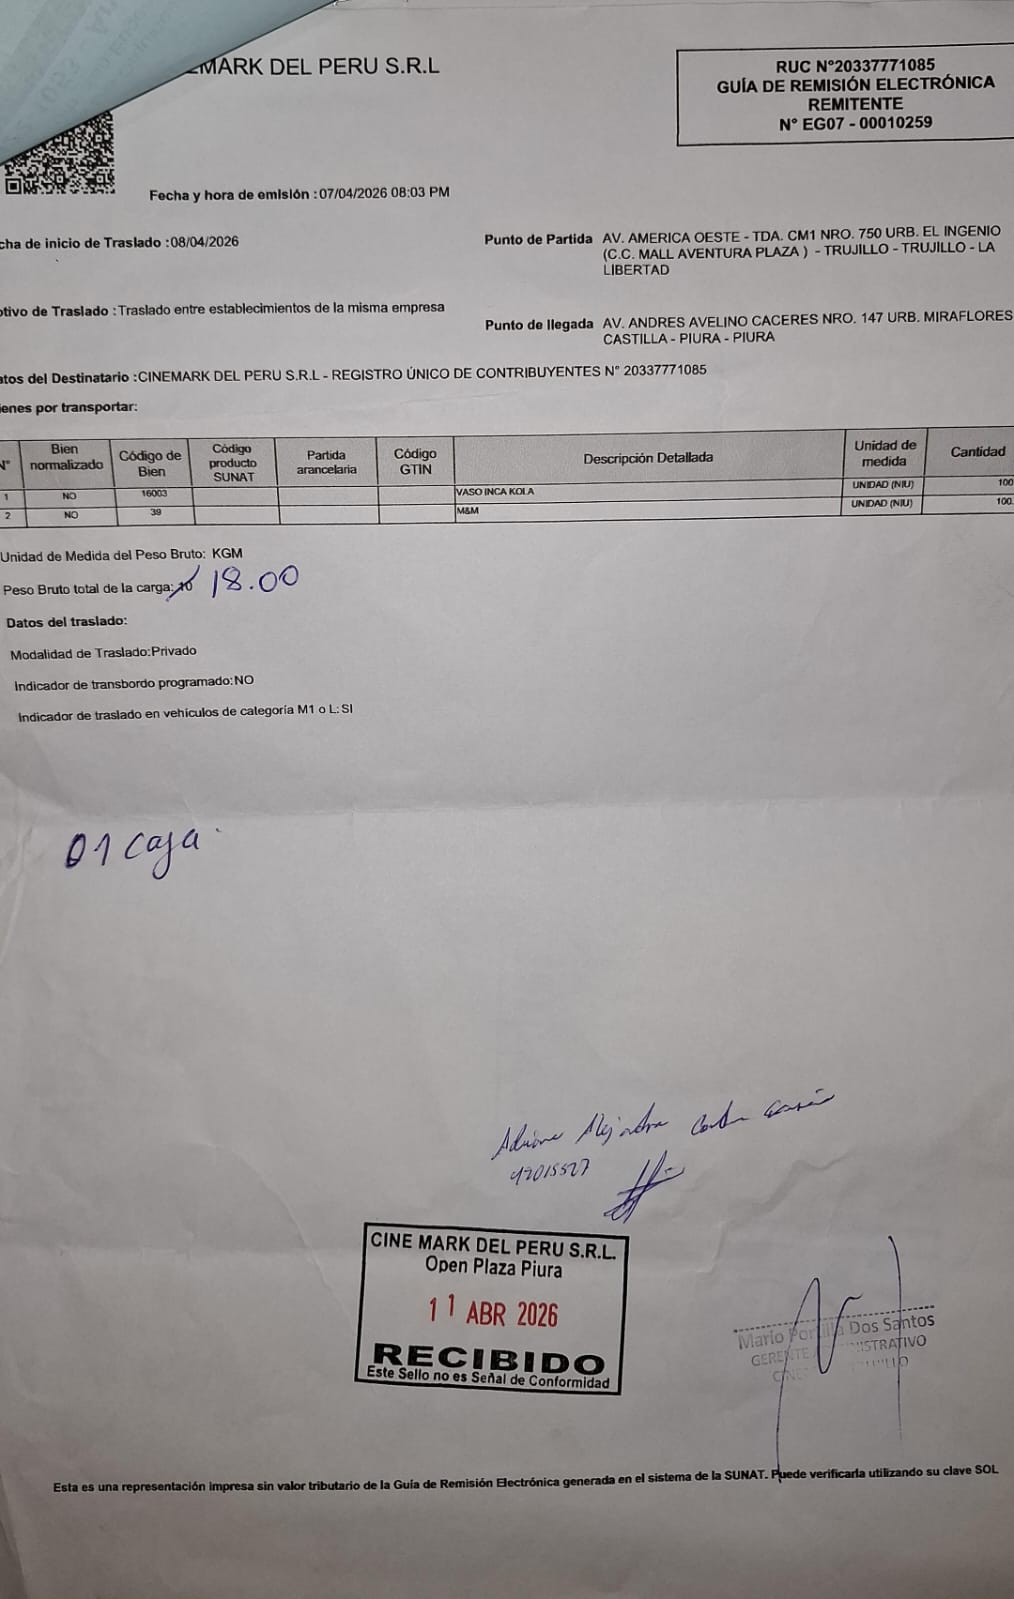 MARK DEL PERU S.R.L
RUC N°20337771085
GUÍA DE REMISIÓN ELECTRÓNICA
REMITENTE
N° EG07 - 00010259
Fecha y hora de emisión :07/04/2026 08:03 PM
cha de inicio de Traslado :08/04/2026
Punto de Partida AV. AMERICA OESTE - TDA. CM1 NRO. 750 URB. EL INGENIO
(C.C. MALL AVENTURA PLAZA ) - TRUJILLO - TRUJILLO - LA
LIBERTAD
otivo de Traslado :Traslado entre establecimientos de la misma empresa
Punto de llegada AV. ANDRES AVELINO CACERES NRO. 147 URB. MIRAFLORES
CASTILLA - PIURA - PIURA
atos del Destinatario :CINEMARK DEL PERU S.R.L - REGISTRO ÚNICO DE CONTRIBUYENTES N° 20337771085
ienes por transportar:
N° Bien normalizado Código de Bien Código producto SUNAT Partida arancelaria Código GTIN Descripción Detallada Unidad de medida Cantidad
1 NO 16003 VASO INCA KOLA UNIDAD (NIU) 100
2 NO 39 M&M UNIDAD (NIU) 100.
Unidad de Medida del Peso Bruto: KGM
Peso Bruto total de la carga: 10 18.00
Datos del traslado:
Modalidad de Traslado:Privado
Indicador de transbordo programado:NO
Indicador de traslado en vehículos de categoría M1 o L:SI
01 caja.
Alejandra
CINE MARK DEL PERU S.R.L.
Open Plaza Piura
11 ABR 2026
RECIBIDO
Este Sello no es Señal de Conformidad
Mario Dos Santos
GERENTE
Esta es una representación impresa sin valor tributario de la Guía de Remisión Electrónica generada en el sistema de la SUNAT. Puede verificarla utilizando su clave SOL